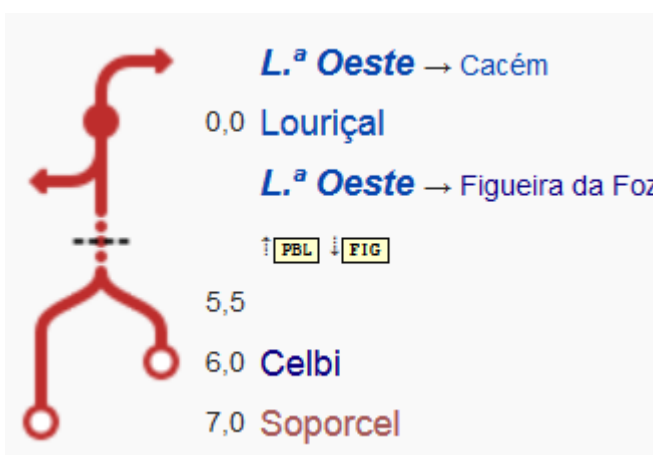 L.ª Oeste → Cacém
0,0 Louriçal
L.ª Oeste → Figueira da Foz
↑ PBL ↓ FIG
5,5
6,0 Celbi
7,0 Soporcel